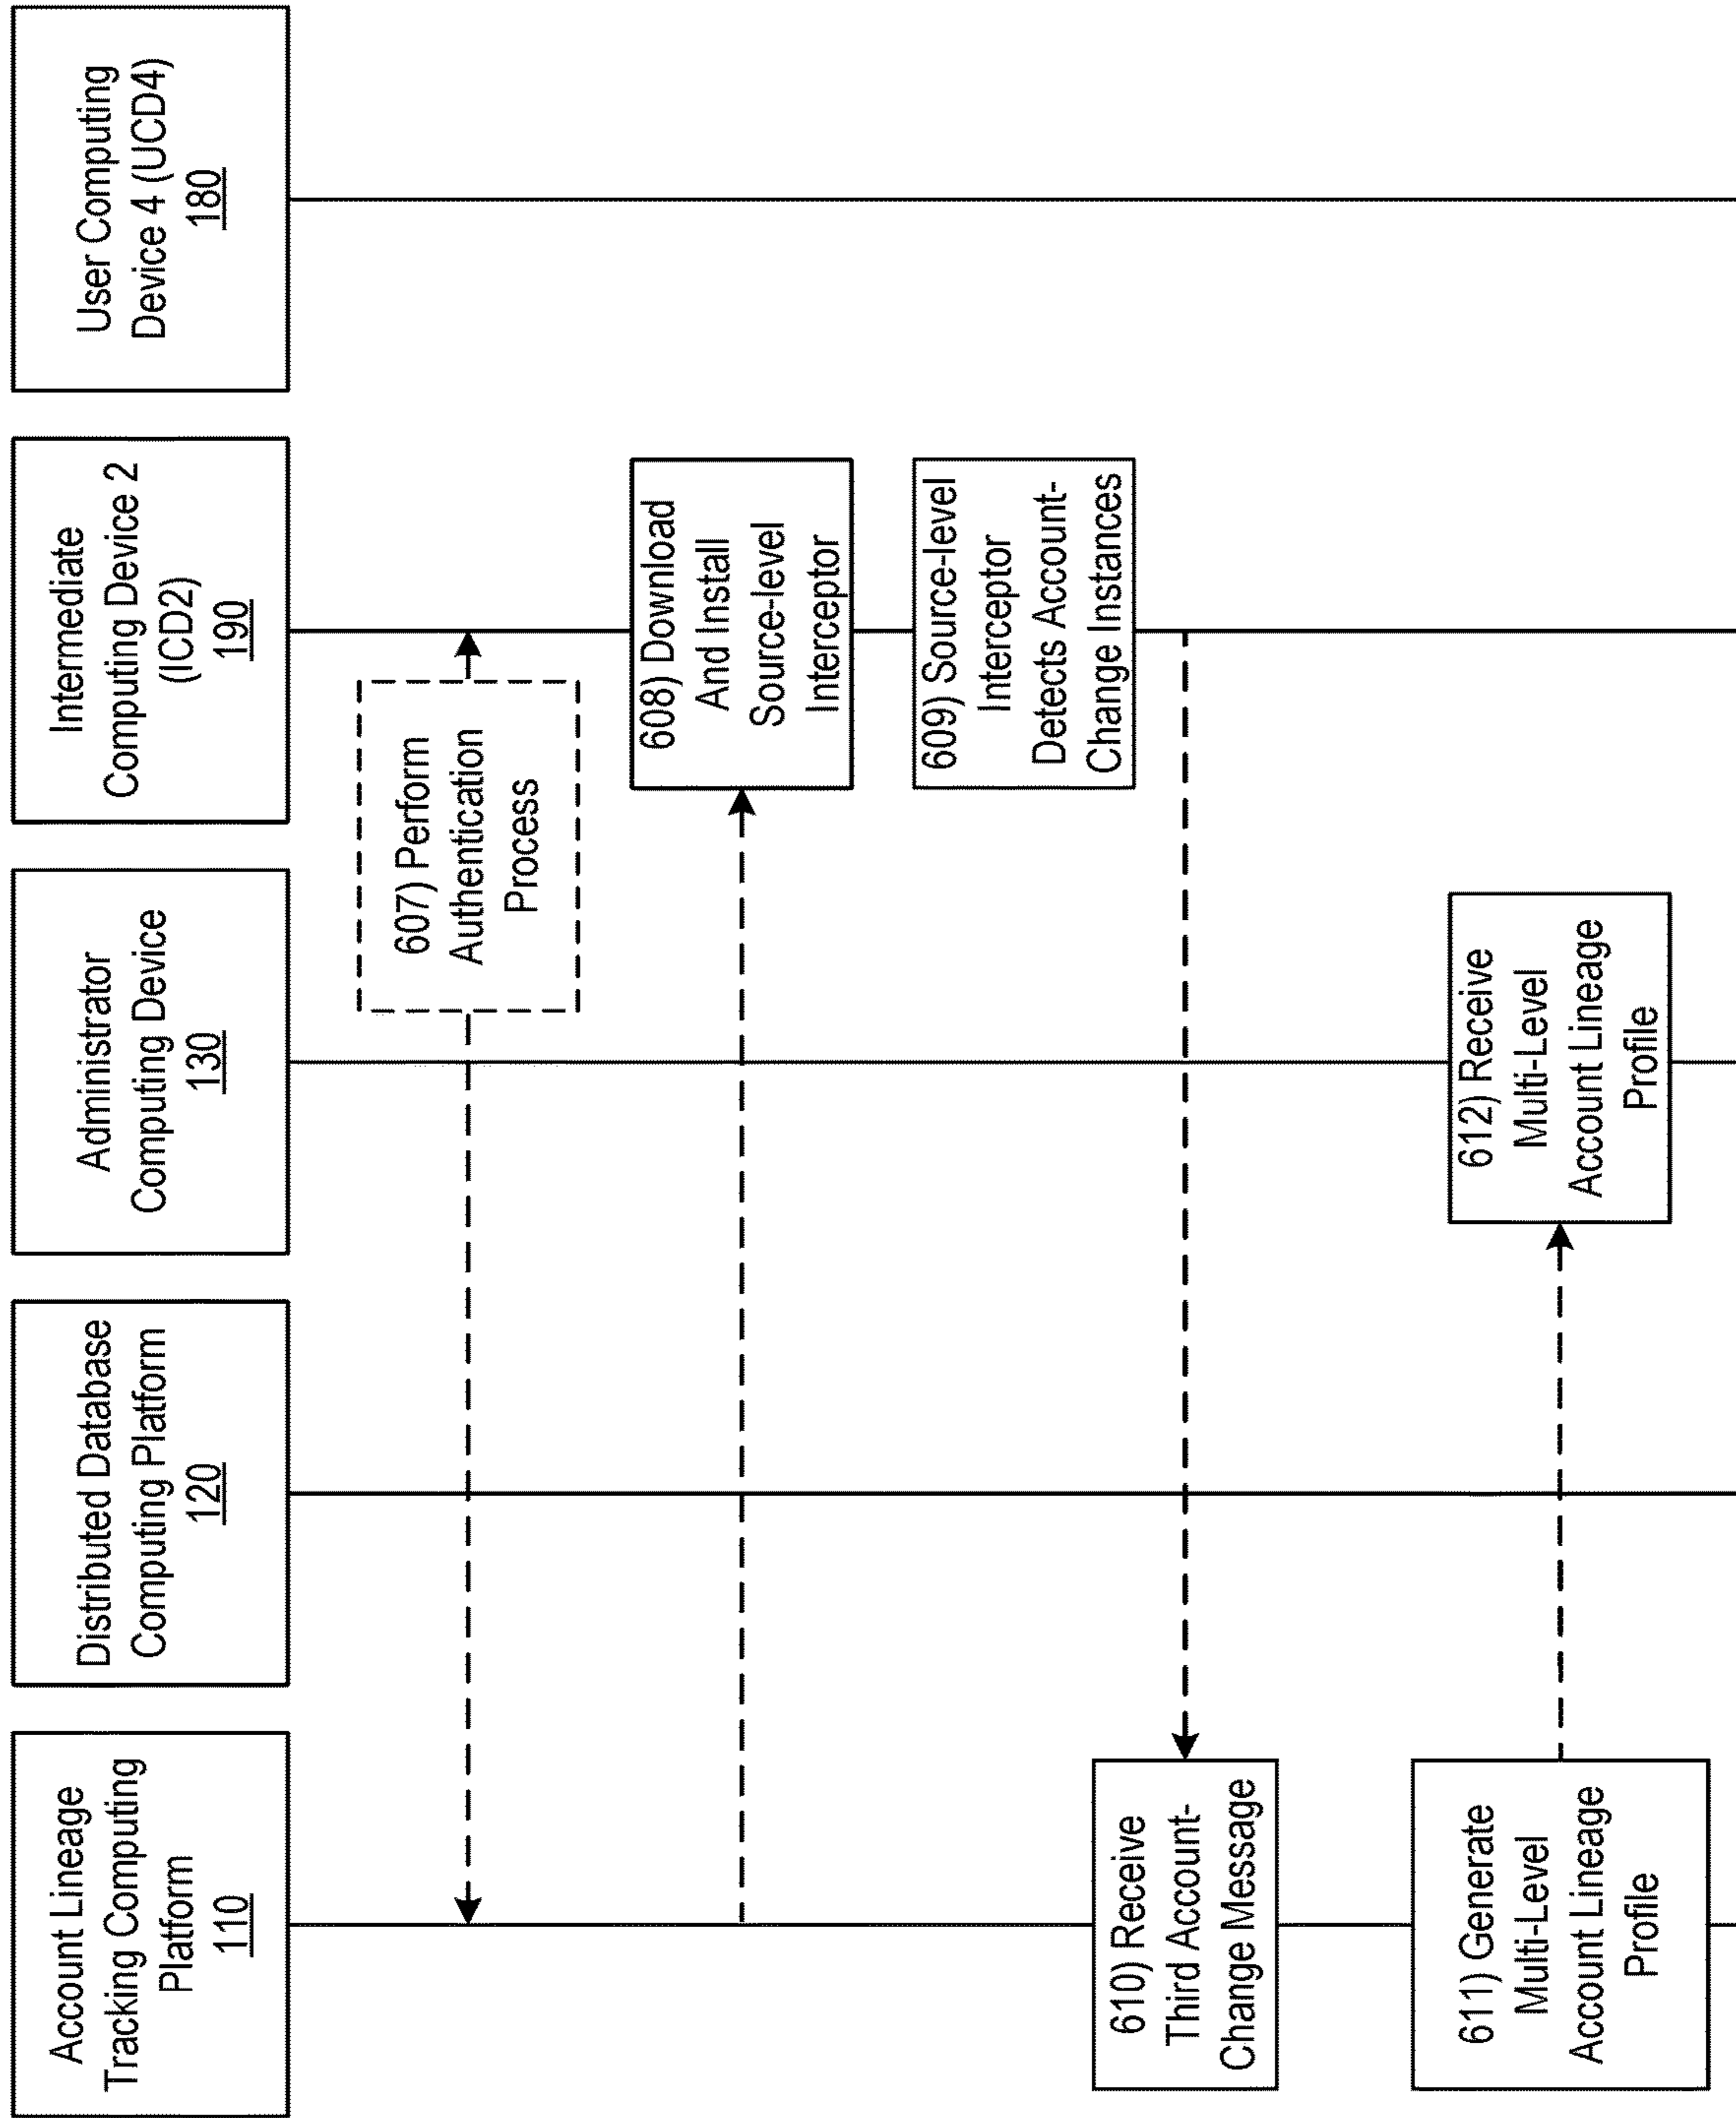 Account Lineage
Tracking Computing
Platform
110
Distributed Database
Computing Platform
120
Administrator
Computing Device
130
Intermediate
Computing Device 2
(ICD2)
190
User Computing
Device 4 (UCD4)
180
607) Perform
Authentication
Process
608) Download
And Install
Source-level
Interceptor
609) Source-level
Interceptor
Detects Account-
Change Instances
610) Receive
Third Account-
Change Message
611) Generate
Multi-Level
Account Lineage
Profile
612) Receive
Multi-Level
Account Lineage
Profile